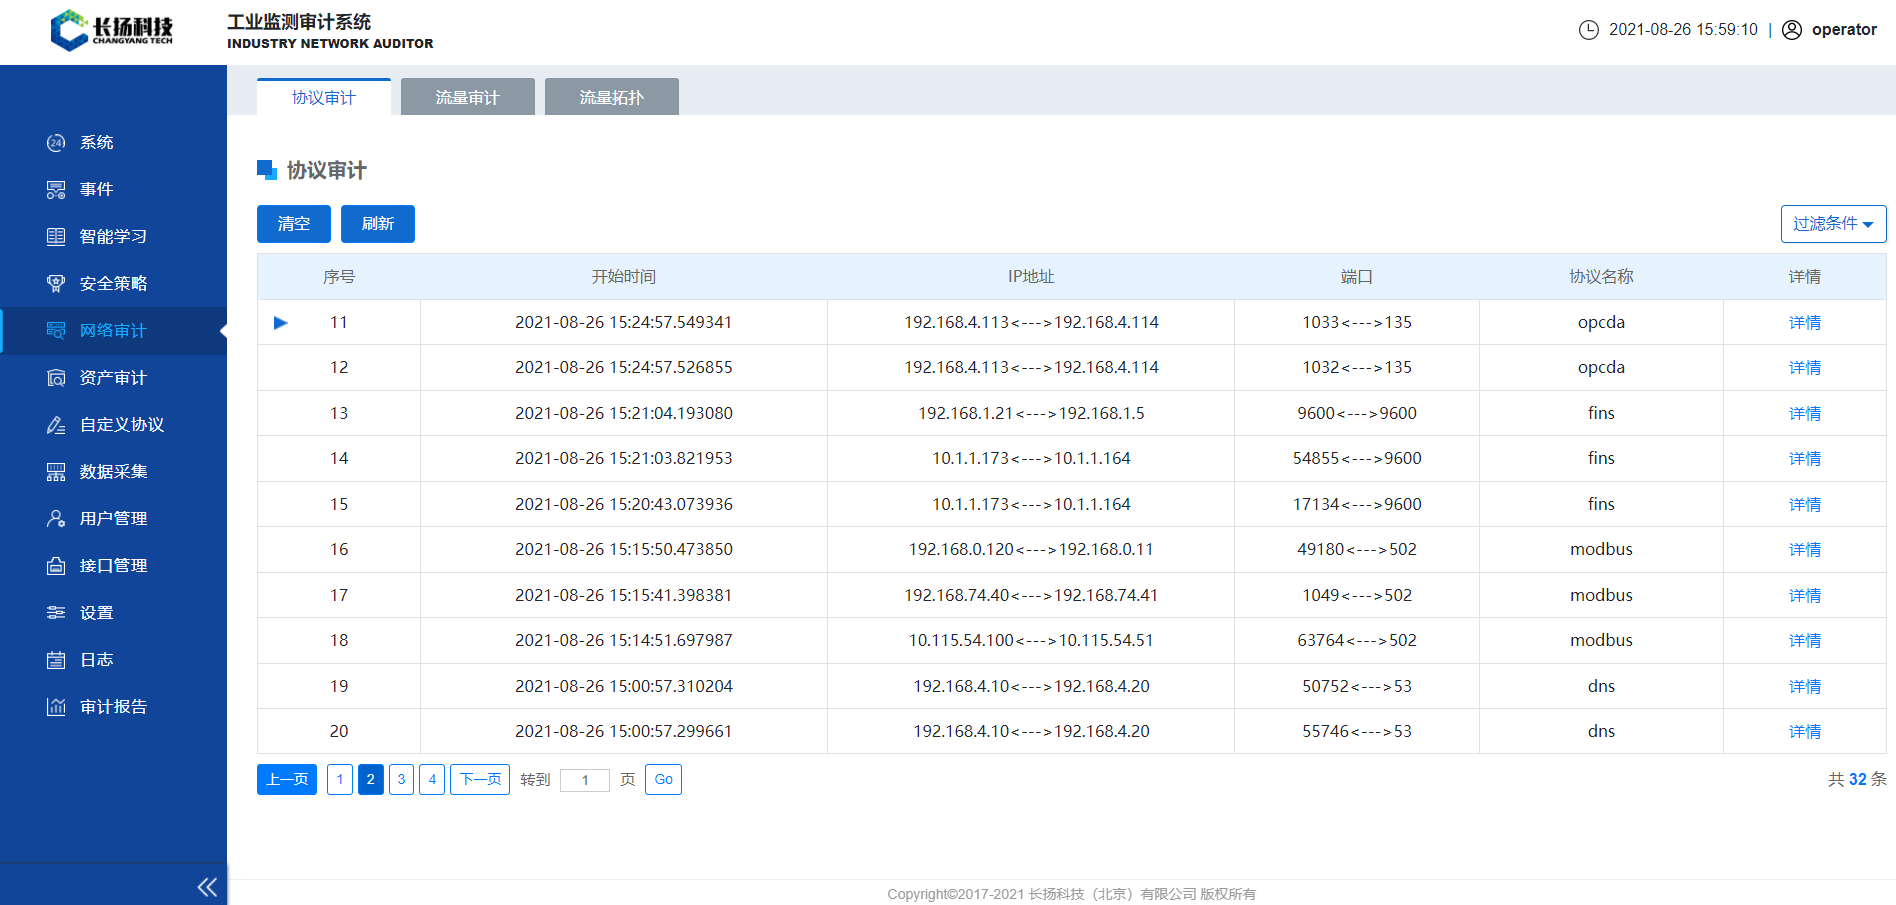 长扬科技
CHANGYANG TECH
工业监测审计系统
INDUSTRY NETWORK AUDITOR
2021-08-26 15:59:10 | operator
协议审计 流量审计 流量拓扑
24 系统
事件
智能学习
安全策略
网络审计
资产审计
自定义协议
数据采集
用户管理
接口管理
设置
日志
审计报告
协议审计
清空 刷新 过滤条件
序号 开始时间 IP地址 端口 协议名称 详情
11 2021-08-26 15:24:57.549341 192.168.4.113<--->192.168.4.114 1033<--->135 opcda 详情
12 2021-08-26 15:24:57.526855 192.168.4.113<--->192.168.4.114 1032<--->135 opcda 详情
13 2021-08-26 15:21:04.193080 192.168.1.21<--->192.168.1.5 9600<--->9600 fins 详情
14 2021-08-26 15:21:03.821953 10.1.1.173<--->10.1.1.164 54855<--->9600 fins 详情
15 2021-08-26 15:20:43.073936 10.1.1.173<--->10.1.1.164 17134<--->9600 fins 详情
16 2021-08-26 15:15:50.473850 192.168.0.120<--->192.168.0.11 49180<--->502 modbus 详情
17 2021-08-26 15:15:41.398381 192.168.74.40<--->192.168.74.41 1049<--->502 modbus 详情
18 2021-08-26 15:14:51.697987 10.115.54.100<--->10.115.54.51 63764<--->502 modbus 详情
19 2021-08-26 15:00:57.310204 192.168.4.10<--->192.168.4.20 50752<--->53 dns 详情
20 2021-08-26 15:00:57.299661 192.168.4.10<--->192.168.4.20 55746<--->53 dns 详情
上一页 1 2 3 4 下一页 转到 1 页 Go 共 32 条
Copyright©2017-2021 长扬科技（北京）有限公司 版权所有